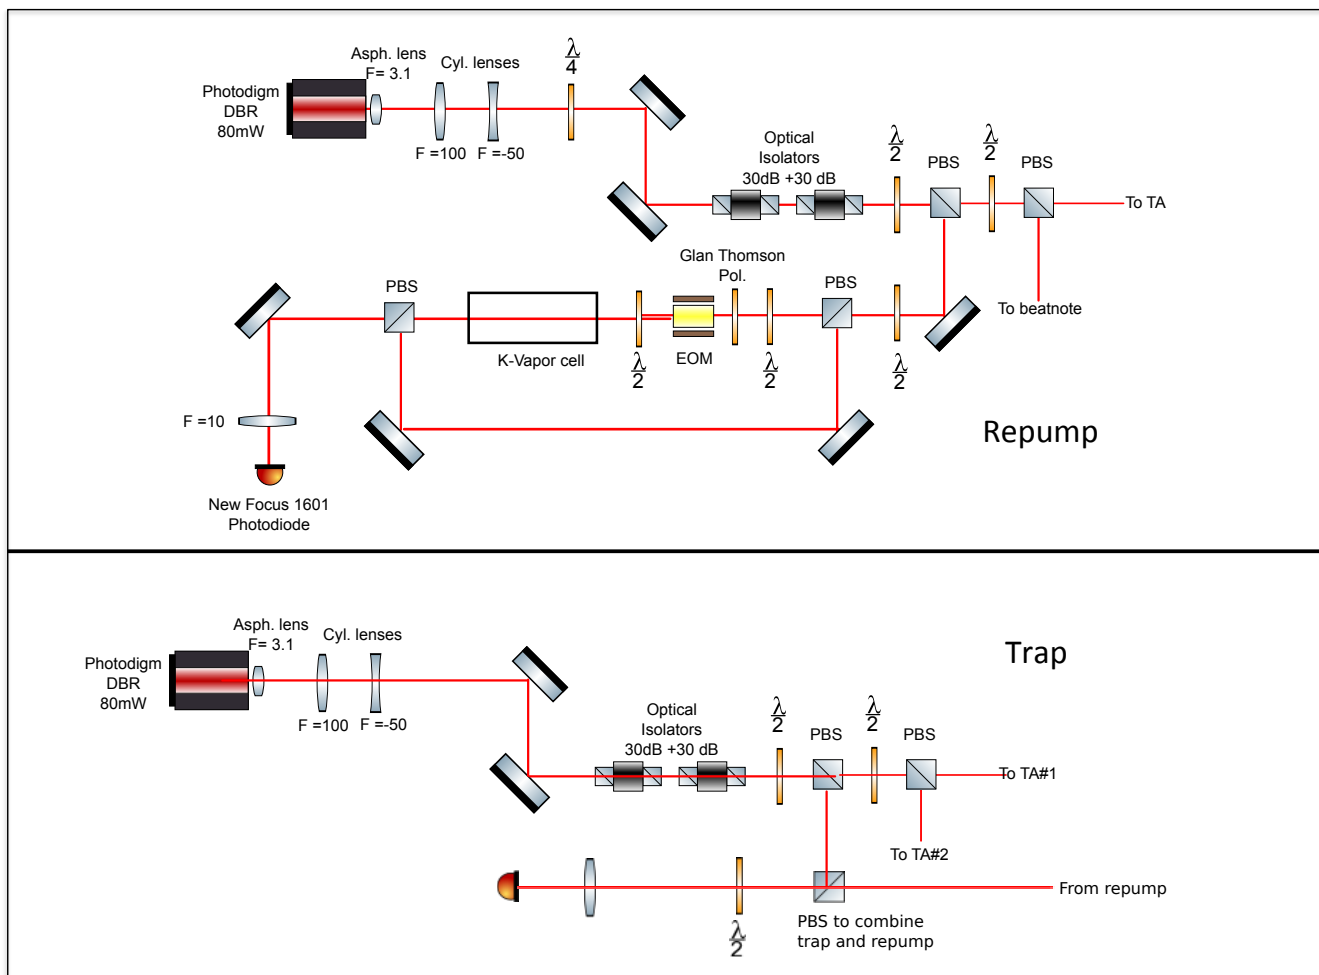 Asph. lens
F= 3.1
Cyl. lenses
λ
4
Photodigm
DBR
80mW
F =100
F =-50
Optical
Isolators
30dB +30 dB
λ
2
PBS
λ
2
PBS
To TA
To beatnote
Glan Thomson
Pol.
PBS
PBS
K-Vapor cell
λ
2
EOM
λ
2
λ
2
F =10
New Focus 1601
Photodiode
Repump
Trap
Asph. lens
F= 3.1
Cyl. lenses
Photodigm
DBR
80mW
F =100
F =-50
Optical
Isolators
30dB +30 dB
λ
2
PBS
λ
2
PBS
To TA#1
To TA#2
From repump
λ
2
PBS to combine
trap and repump